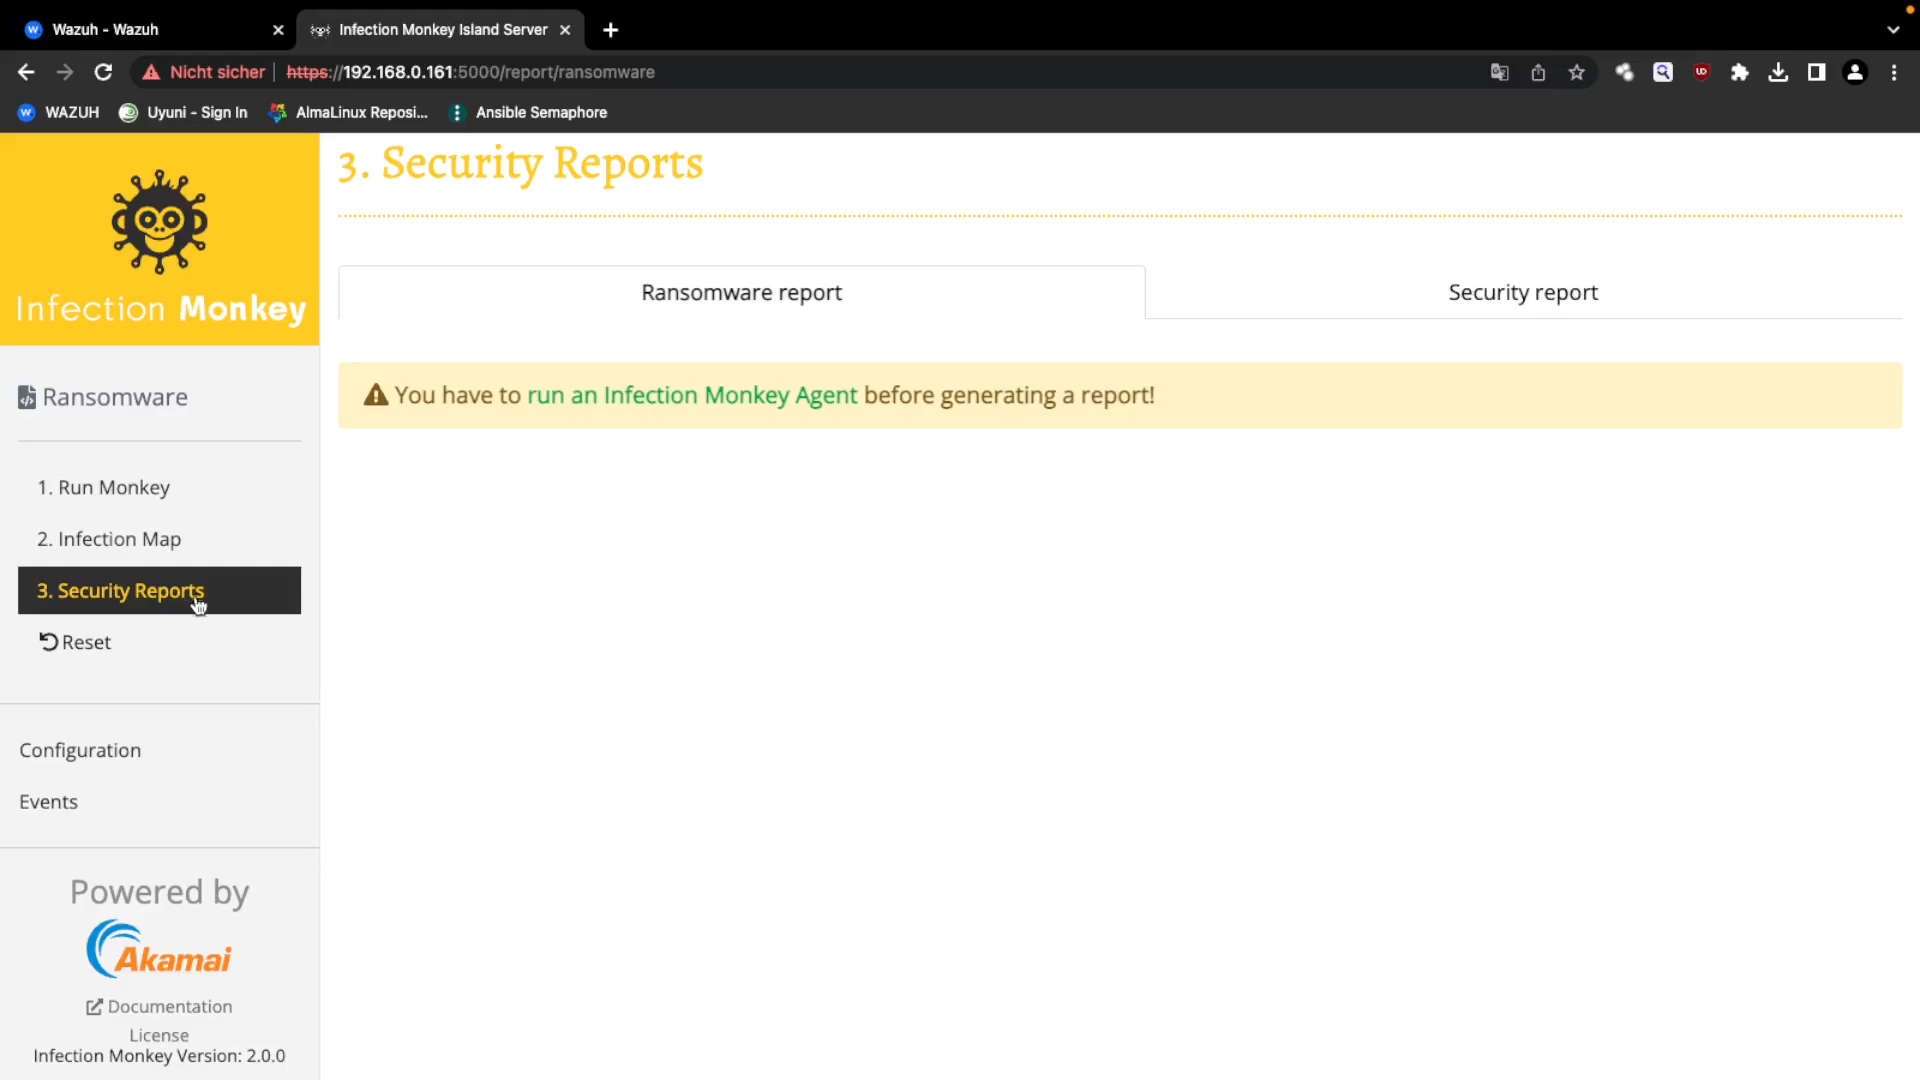 Wazuh - Wazuh
Infection Monkey Island Server
Nicht sicher
https://192.168.0.161:5000/report/ransomware
WAZUH
Uyuni - Sign In
AlmaLinux Reposi...
Ansible Semaphore
Infection Monkey
Ransomware
1. Run Monkey
2. Infection Map
3. Security Reports
Reset
Configuration
Events
Powered by
Akamai
Documentation
License
Infection Monkey Version: 2.0.0
3. Security Reports
Ransomware report
Security report
You have to run an Infection Monkey Agent before generating a report!